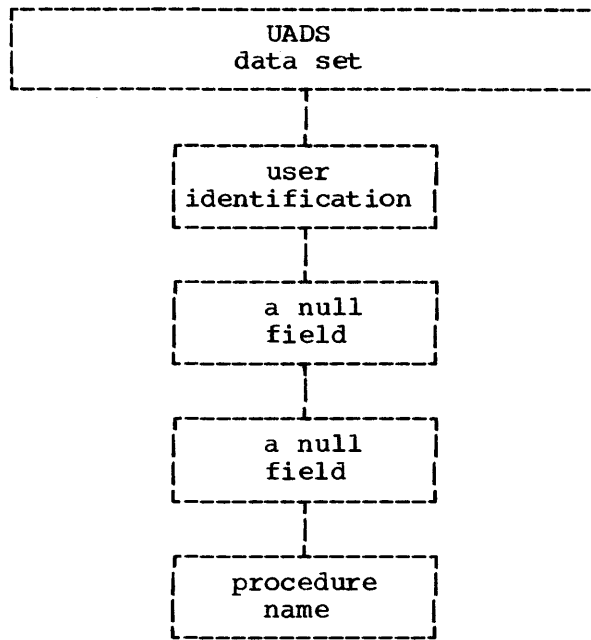 UADS
data set
user
identification
a null
field
a null
field
procedure
name